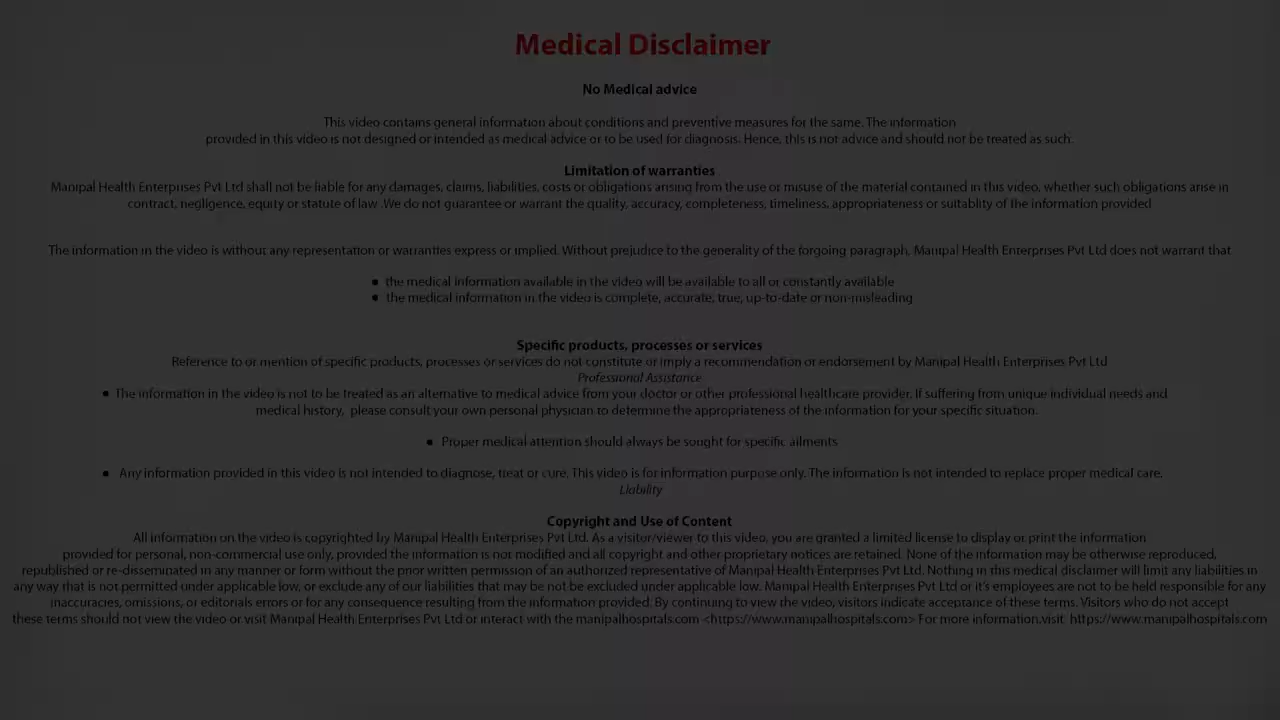 Medical Disclaimer
No Medical advice
This video contains general information about conditions and preventive measures for the same. The information
provided in this video is not designed or intended as medical advice or to be used for diagnosis. Hence, this is not advice and should not be treated as such.
Limitation of warranties
Manipal Health Enterprises Pvt Ltd shall not be liable for any damages, claims, liabilities, costs or obligations arising from the use or misuse of the material contained in this video, whether such obligations arise in
contract, negligence, equity or statute of law .We do not guarantee or warrant the quality, accuracy, completeness, timeliness, appropriateness or suitablity of the information provided
The information in the video is without any representation or warranties express or implied. Without prejudice to the generality of the forgoing paragraph, Manipal Health Enterprises Pvt Ltd does not warrant that
● the medical information available in the video will be available to all or constantly available
● the medical information in the video is complete, accurate, true, up-to-date or non-misleading
Specific products, processes or services
Reference to or mention of specific products, processes or services do not constitute or imply a recommendation or endorsement by Manipal Health Enterprises Pvt Ltd
Professional Assistance
● The information in the video is not to be treated as an alternative to medical advice from your doctor or other professional healthcare provider. If suffering from unique individual needs and
medical history, please consult your own personal physician to determine the appropriateness of the information for your specific situation.
● Proper medical attention should always be sought for specific ailments
● Any information provided in this video is not intended to diagnose, treat or cure. This video is for information purpose only. The information is not intended to replace proper medical care.
Liability
Copyright and Use of Content
All information on the video is copyrighted by Manipal Health Enterprises Pvt Ltd. As a visitor/viewer to this video, you are granted a limited license to display or print the information
provided for personal, non-commercial use only, provided the information is not modified and all copyright and other proprietary notices are retained. None of the information may be otherwise reproduced,
republished or re-disseminated in any manner or form without the prior written permission of an authorized representative of Manipal Health Enterprises Pvt Ltd. Nothing in this medical disclaimer will limit any liabilities in
any way that is not permitted under applicable low, or exclude any of our liabilities that may be not be excluded under applicable low. Manipal Health Enterprises Pvt Ltd or it's employees are not to be held responsible for any
inaccuracies, omissions, or editorials errors or for any consequence resulting from the information provided. By continuing to view the video, visitors indicate acceptance of these terms. Visitors who do not accept
these terms should not view the video or visit Manipal Health Enterprises Pvt Ltd or interact with the manipalhospitals.com <https://www.manipalhospitals.com> For more information.visit https://www.manipalhospitals.com